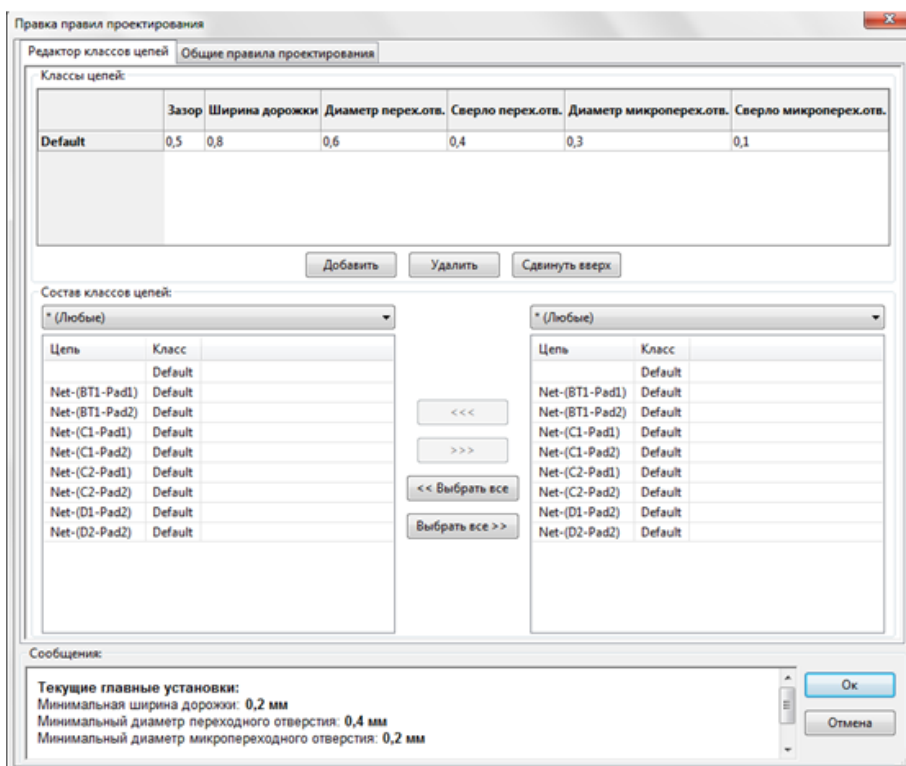 Правка правил проектирования
Редактор классов цепей Общие правила проектирования
Классы цепей:
Зазор Ширина дорожки Диаметр перех.отв. Сверло перех.отв. Диаметр микроперех.отв. Сверло микроперех.отв.
Default 0,5 0,8 0,6 0,4 0,3 0,1
Добавить Удалить Сдвинуть вверх
Состав классов цепей:
* (Любые) * (Любые)
Цепь Класс Цепь Класс
Default Default
Net-(BT1-Pad1) Default Net-(BT1-Pad1) Default
Net-(BT1-Pad2) Default <<< Net-(BT1-Pad2) Default
Net-(C1-Pad1) Default Net-(C1-Pad1) Default
Net-(C1-Pad2) Default >>> Net-(C1-Pad2) Default
Net-(C2-Pad1) Default Net-(C2-Pad1) Default
Net-(C2-Pad2) Default << Выбрать все Net-(C2-Pad2) Default
Net-(D1-Pad2) Default Net-(D1-Pad2) Default
Net-(D2-Pad2) Default Выбрать все >> Net-(D2-Pad2) Default
Сообщения:
Текущие главные установки: Ок
Минимальная ширина дорожки: 0,2 мм
Минимальный диаметр переходного отверстия: 0,4 мм Отмена
Минимальный диаметр микропереходного отверстия: 0,2 мм